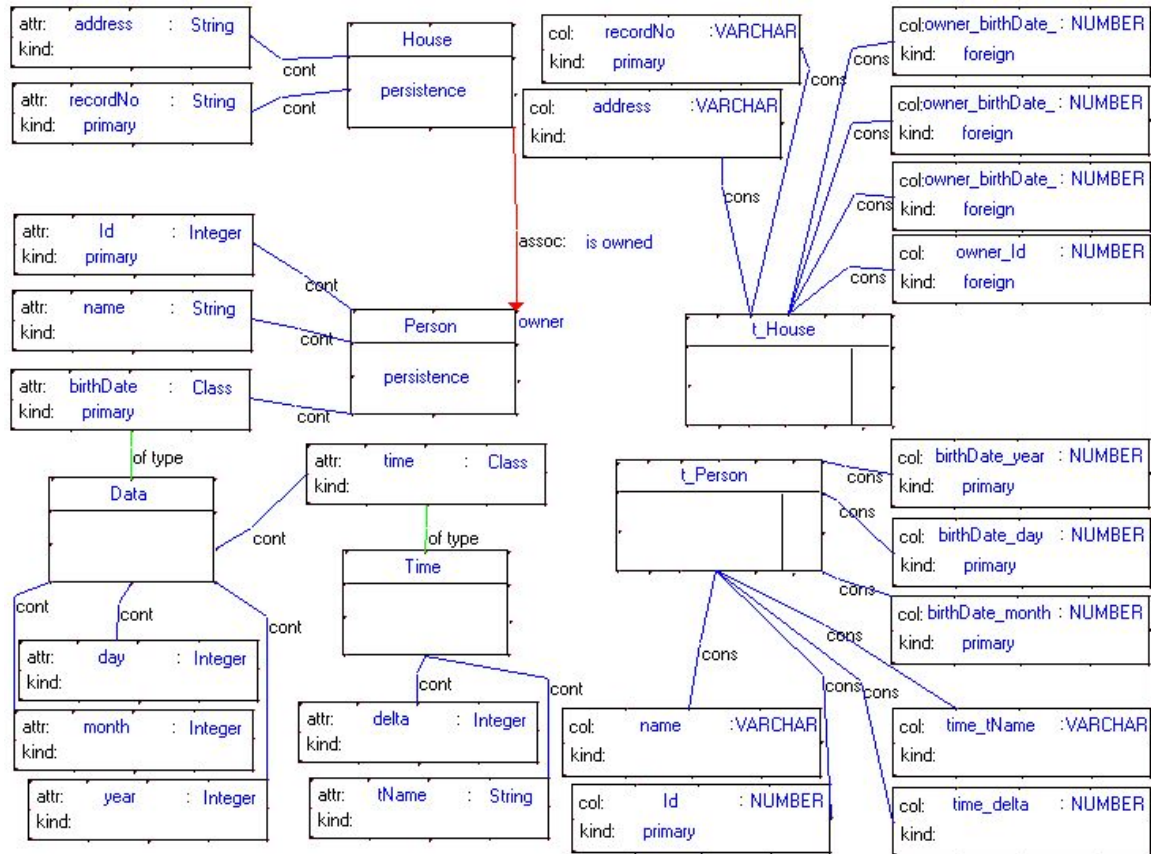 attr: address : String
kind:
cont
attr: recordNo : String
kind: primary
cont
House
persistence
assoc: is owned
owner
attr: Id : Integer
kind: primary
cont
attr: name : String
kind:
cont
attr: birthDate : Class
kind: primary
cont
Person
persistence
of type
Data
attr: time : Class
kind:
cont
of type
Time
cont
cont
cont
attr: day : Integer
kind:
attr: month : Integer
kind:
attr: year : Integer
kind:
cont
cont
attr: delta : Integer
kind:
attr: tName : String
kind:
col: recordNo :VARCHAR
kind: primary
cons
col: address :VARCHAR
kind:
cons
col:owner_birthDate_ : NUMBER
kind: foreign
cons
col:owner_birthDate_ : NUMBER
kind: foreign
cons
col:owner_birthDate_ : NUMBER
kind: foreign
cons
col: owner_Id : NUMBER
kind: foreign
cons
t_House
t_Person
col: birthDate_year : NUMBER
kind: primary
cons
col: birthDate_day : NUMBER
kind: primary
cons
col: birthDate_month : NUMBER
kind: primary
cons
cons
cons
cons
cons
col: name :VARCHAR
kind:
col: time_tName :VARCHAR
kind:
col: Id : NUMBER
kind: primary
col: time_delta : NUMBER
kind: